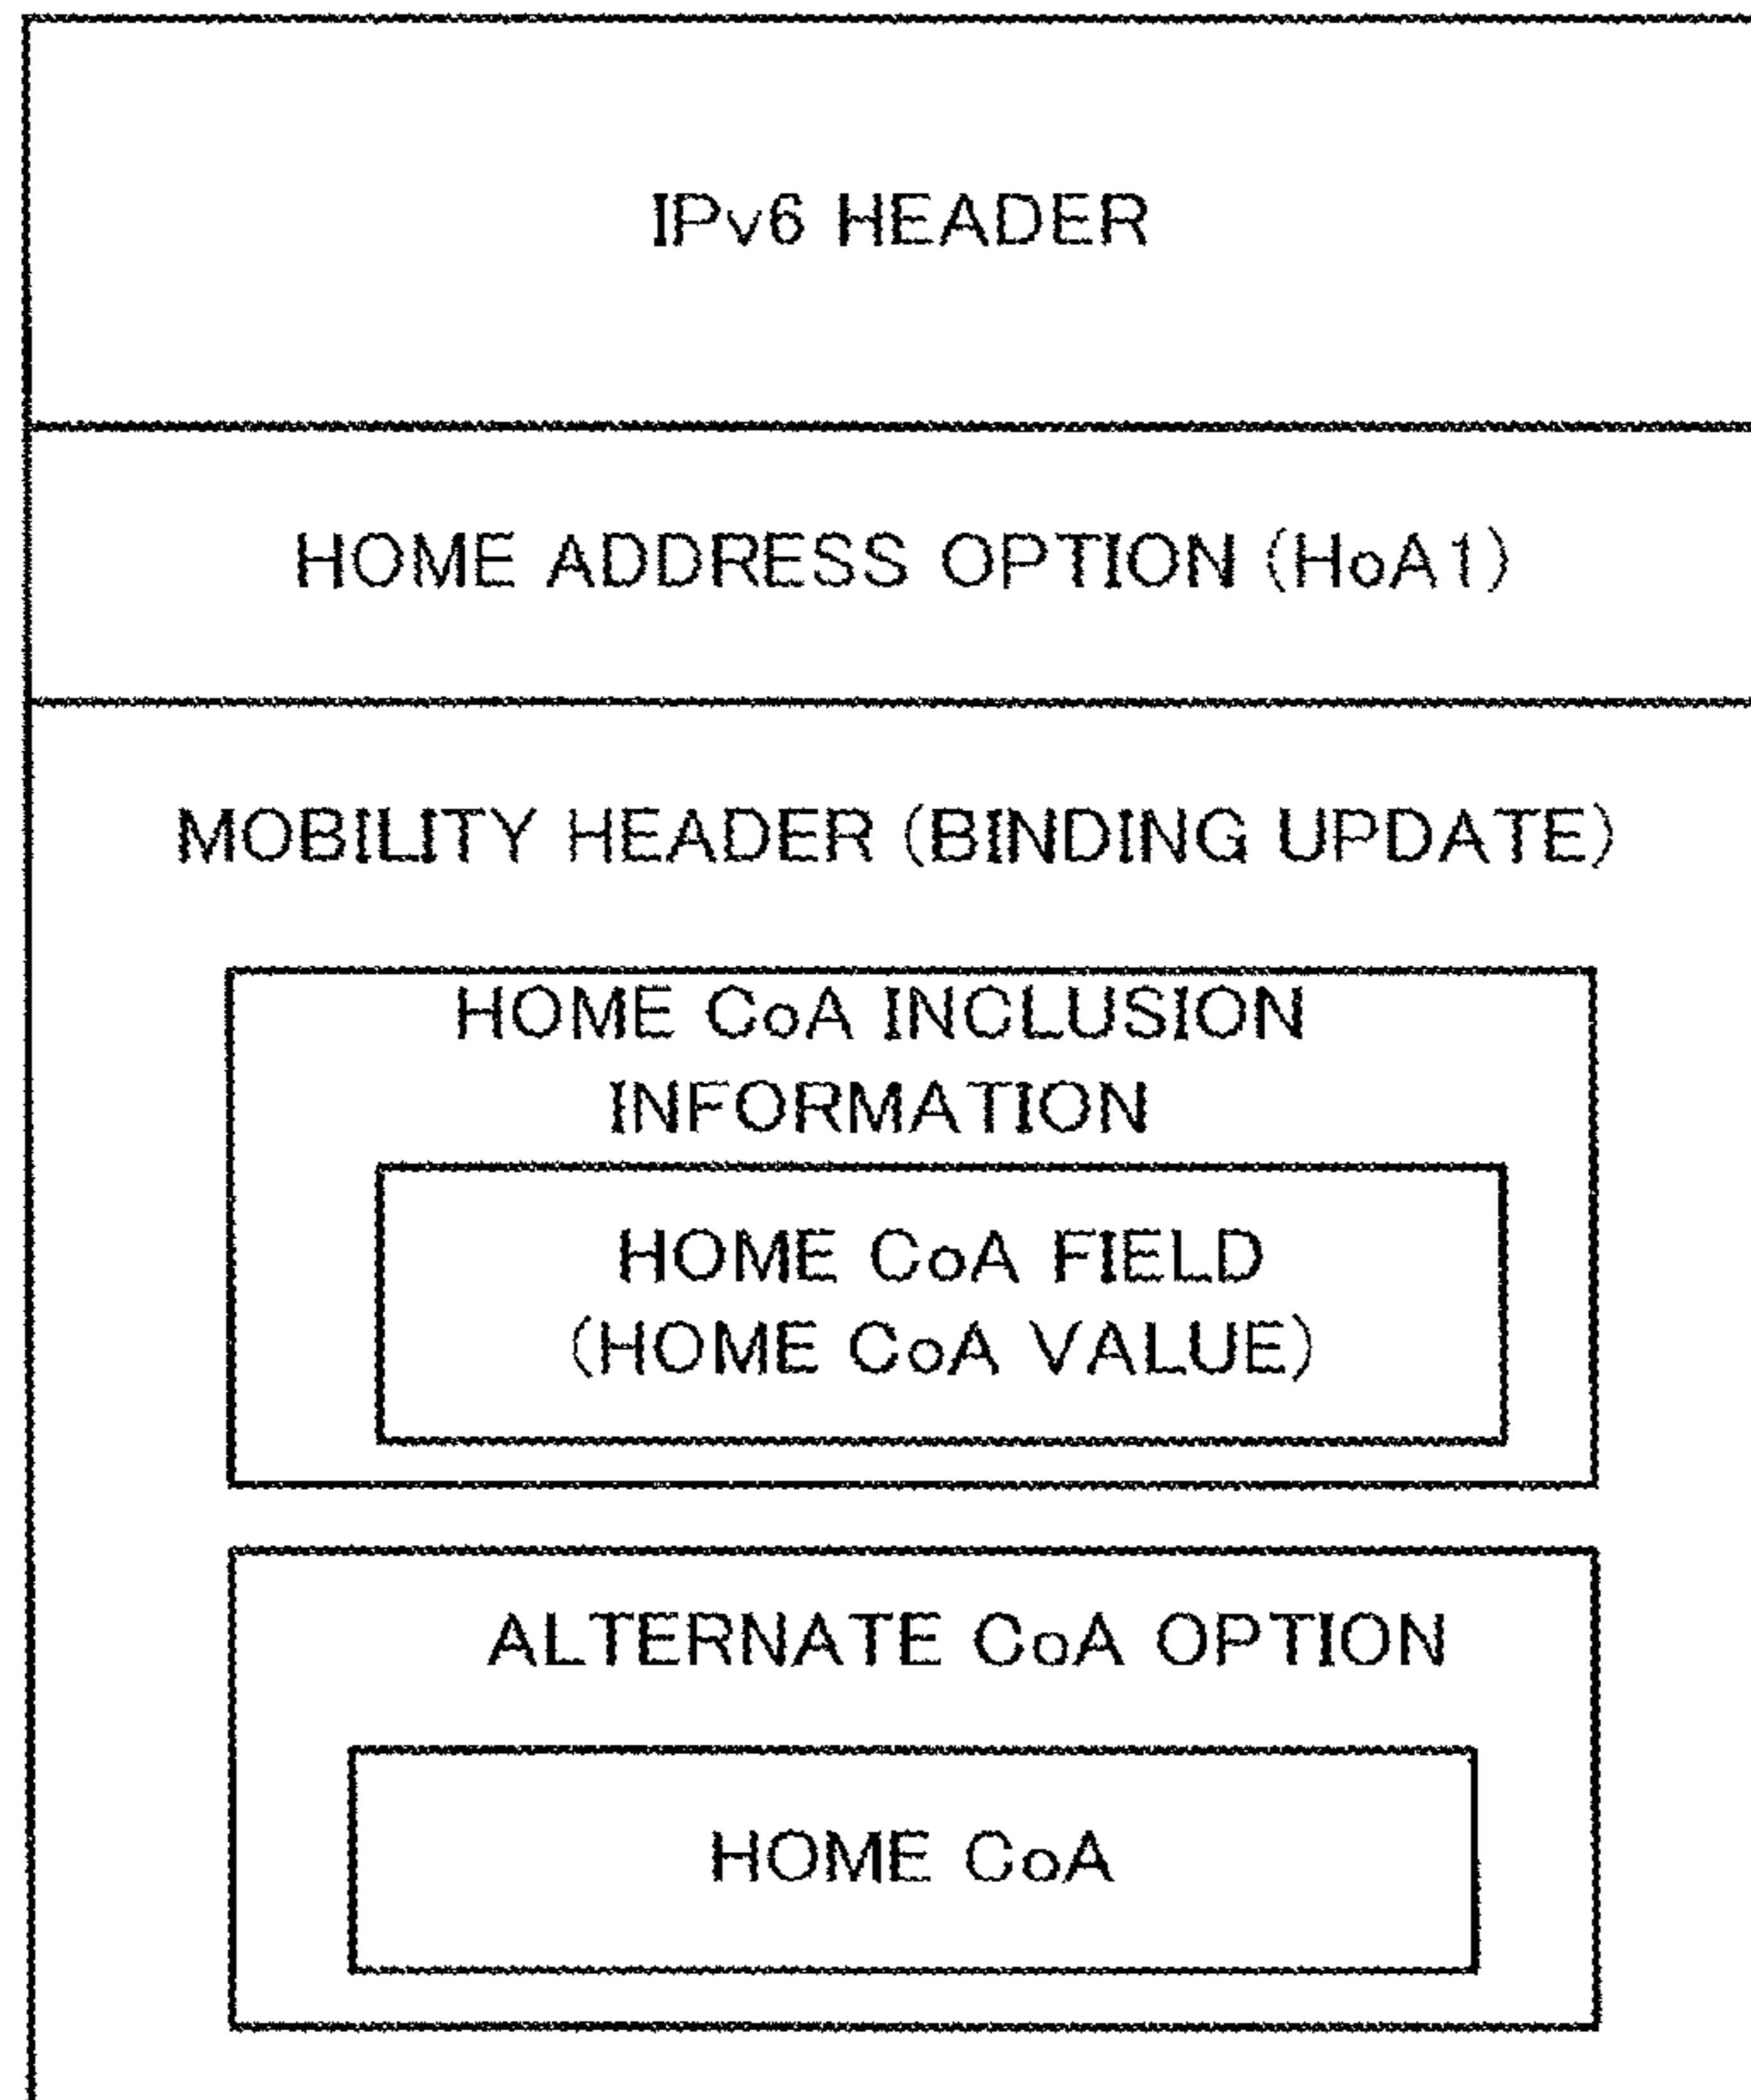 IPv6 HEADER
HOME ADDRESS OPTION (HoA1)
MOBILITY HEADER (BINDING UPDATE)
HOME CoA INCLUSION
INFORMATION
HOME CoA FIELD
(HOME CoA VALUE)
ALTERNATE CoA OPTION
HOME CoA